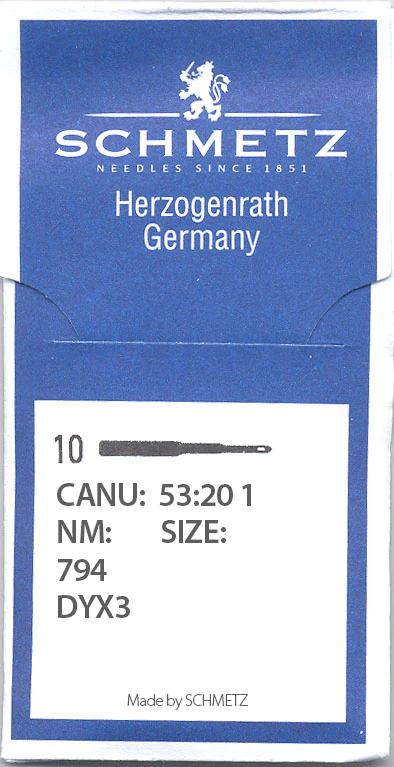 SCHMETZ
NEEDLES SINCE 1851
Herzogenrath
Germany
10
CANU: 53:20 1
NM: SIZE:
794
DYX3
Made by SCHMETZ